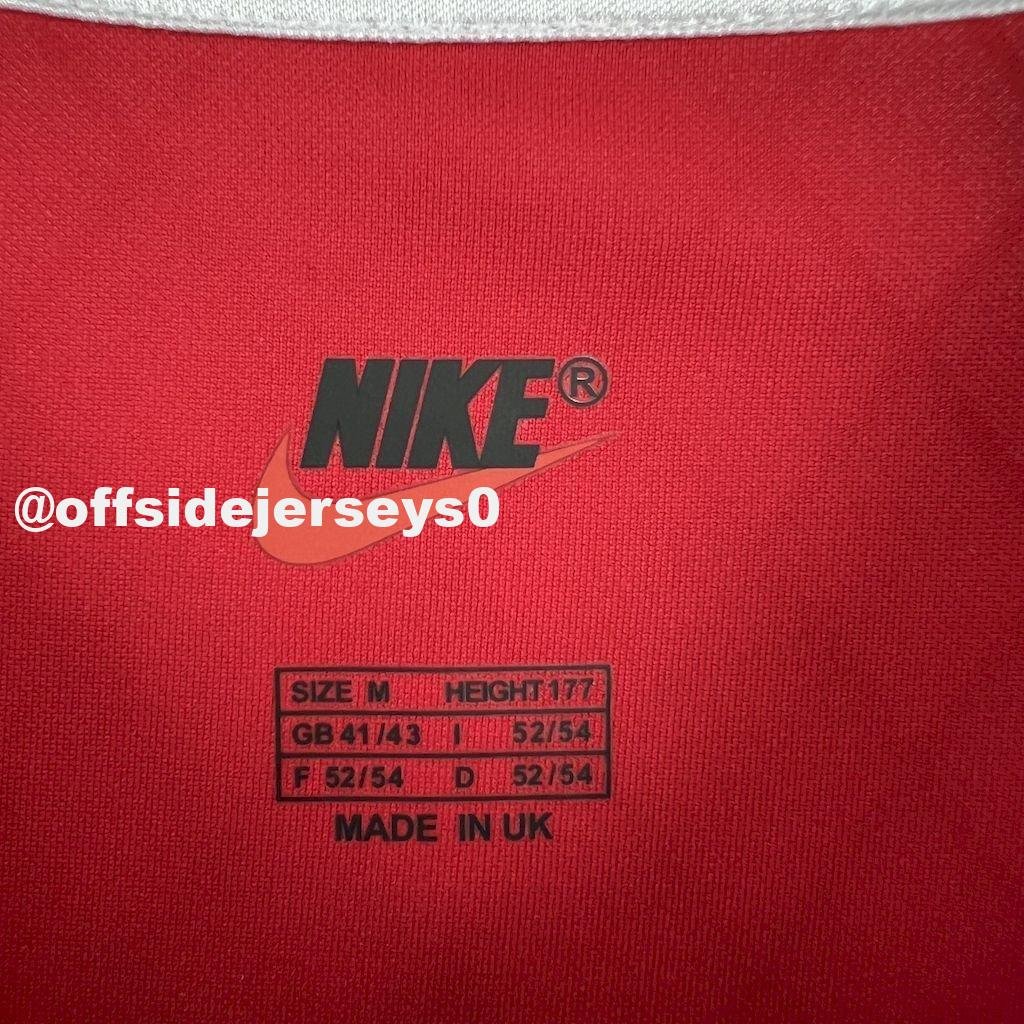 NIKE®
@offsidejerseys0
SIZE M HEIGHT 177
GB 41/43 I 52/54
F 52/54 D 52/54
MADE IN UK